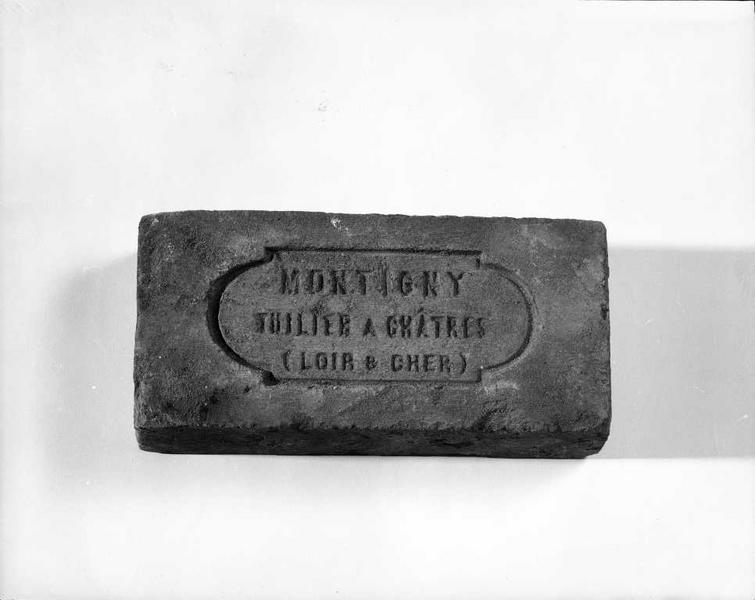 MONTIGNY
TUILIER A CHÂTRES
(LOIR & CHER)